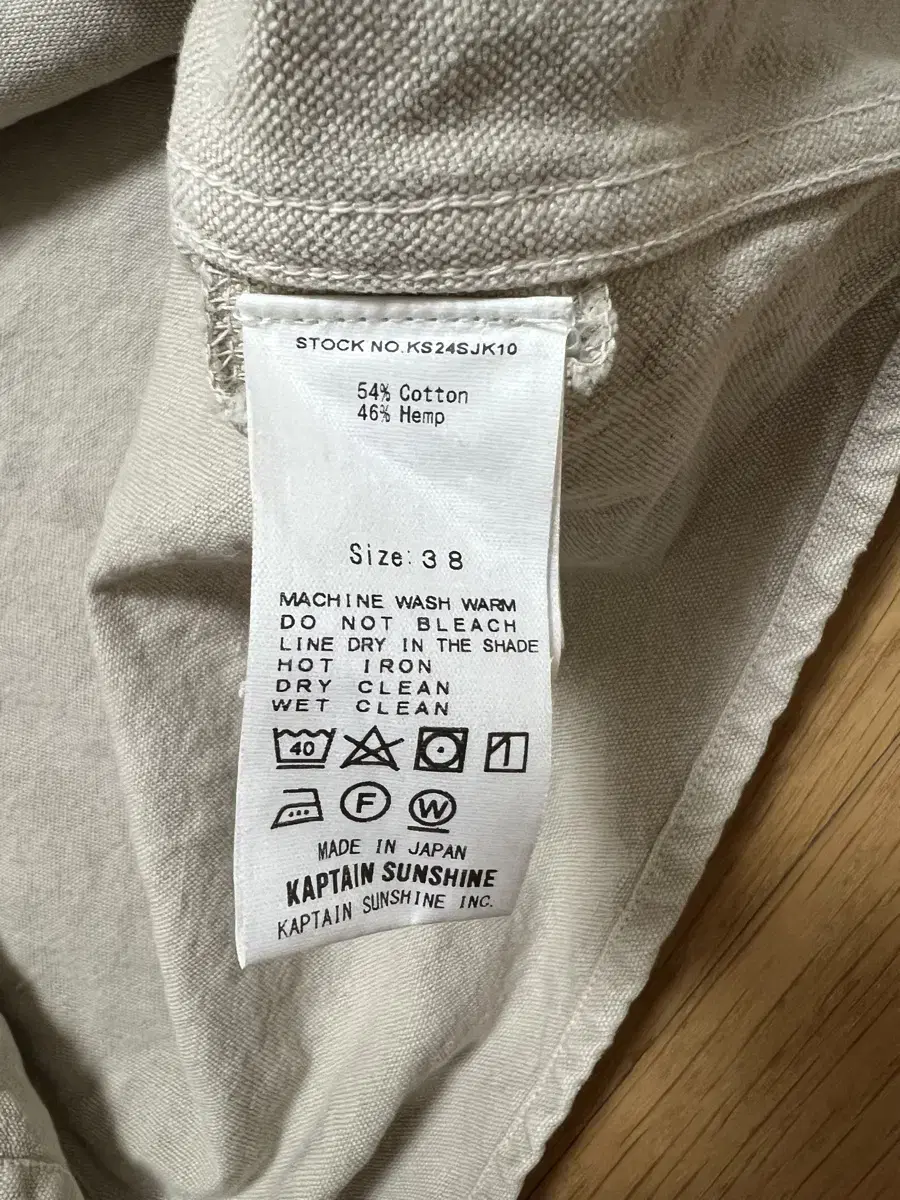 STOCK NO.KS24SJK10
54% Cotton
46% Hemp
Size:38
MACHINE WASH WARM
DO NOT BLEACH
LINE DRY IN THE SHADE
HOT IRON
DRY CLEAN
WET CLEAN
40
F W
MADE IN JAPAN
KAPTAIN SUNSHINE
KAPTAIN SUNSHINE INC.